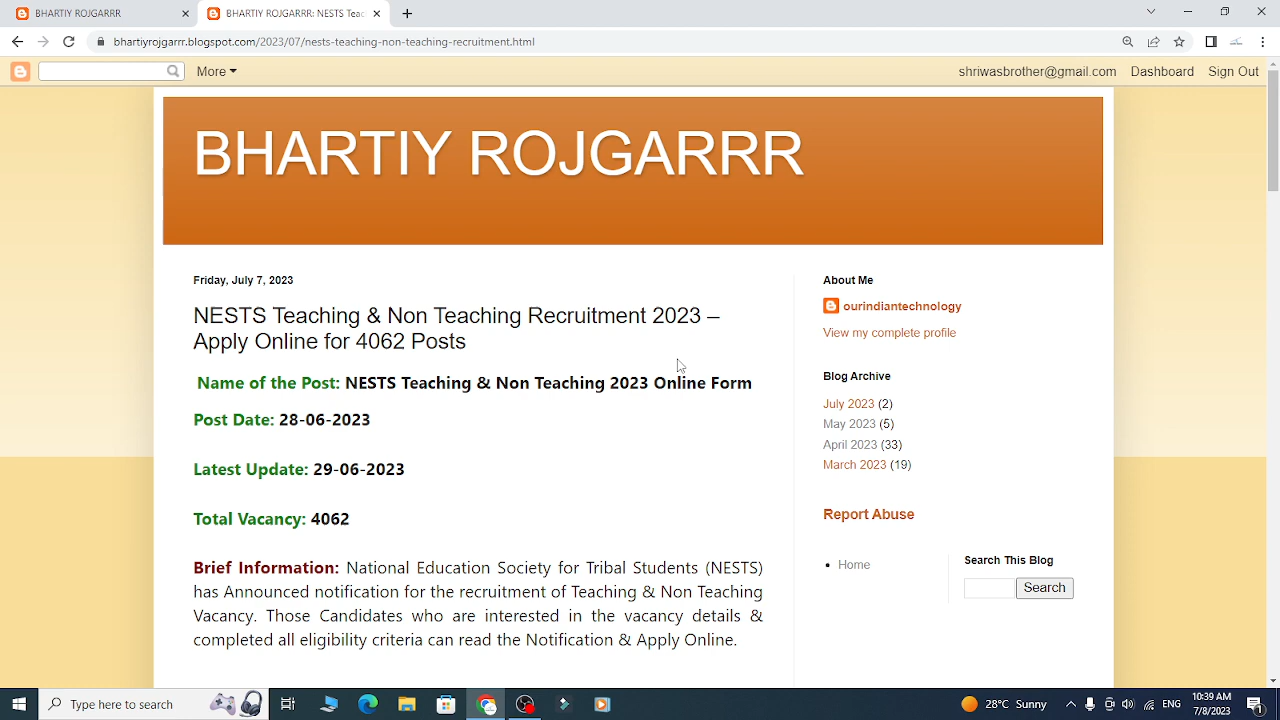 BHARTIY ROJGARRR
BHARTIY ROJGARRR: NESTS Teac
bhartiyrojgarrr.blogspot.com/2023/07/nests-teaching-non-teaching-recruitment.html
More
shriwasbrother@gmail.com Dashboard Sign Out
BHARTIY ROJGARRR
Friday, July 7, 2023
NESTS Teaching & Non Teaching Recruitment 2023 –
Apply Online for 4062 Posts
Name of the Post: NESTS Teaching & Non Teaching 2023 Online Form
Post Date: 28-06-2023
Latest Update: 29-06-2023
Total Vacancy: 4062
Brief Information: National Education Society for Tribal Students (NESTS)
has Announced notification for the recruitment of Teaching & Non Teaching
Vacancy. Those Candidates who are interested in the vacancy details &
completed all eligibility criteria can read the Notification & Apply Online.
About Me
ourindiantechnology
View my complete profile
Blog Archive
July 2023 (2)
May 2023 (5)
April 2023 (33)
March 2023 (19)
Report Abuse
Home
Search This Blog
Search
Type here to search
28°C Sunny
ENG
10:39 AM
7/8/2023